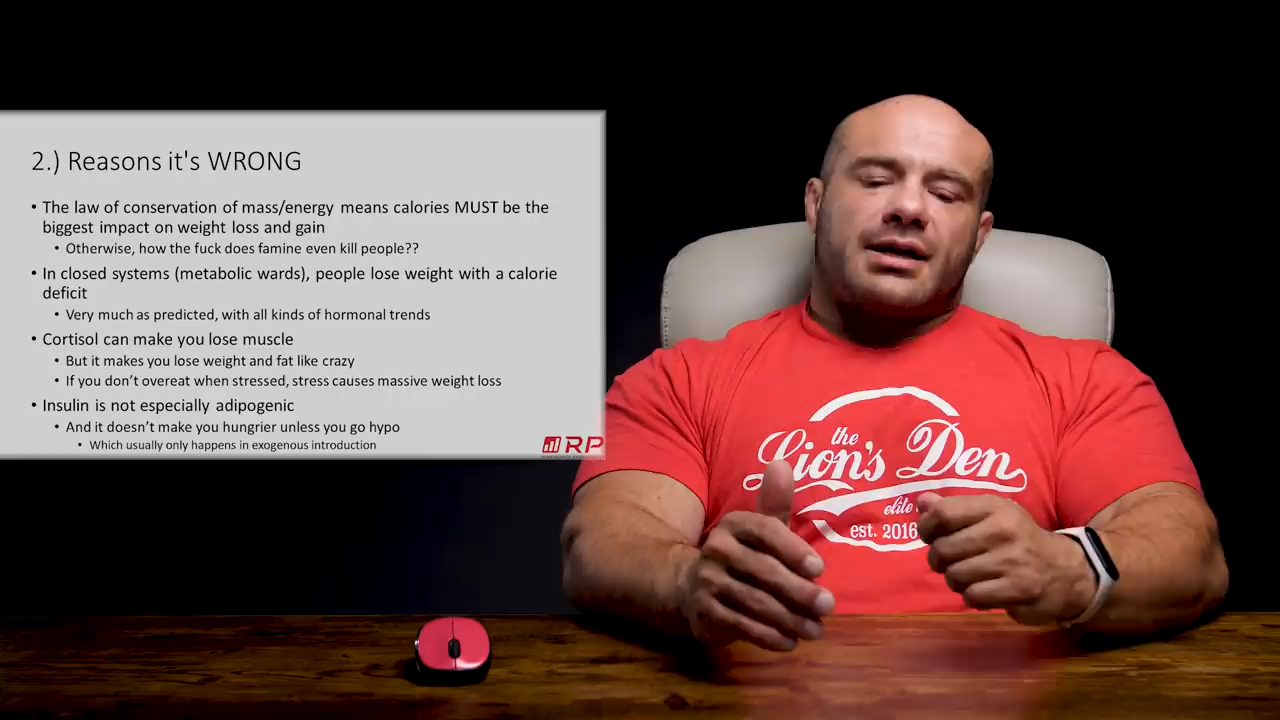 2.) Reasons it's WRONG
• The law of conservation of mass/energy means calories MUST be the
biggest impact on weight loss and gain
• Otherwise, how the fuck does famine even kill people??
• In closed systems (metabolic wards), people lose weight with a calorie
deficit
• Very much as predicted, with all kinds of hormonal trends
• Cortisol can make you lose muscle
• But it makes you lose weight and fat like crazy
• If you don't overeat when stressed, stress causes massive weight loss
• Insulin is not especially adipogenic
• And it doesn't make you hungrier unless you go hypo
• Which usually only happens in exogenous introduction
RP
the
Lion's Den
elite
est. 2016